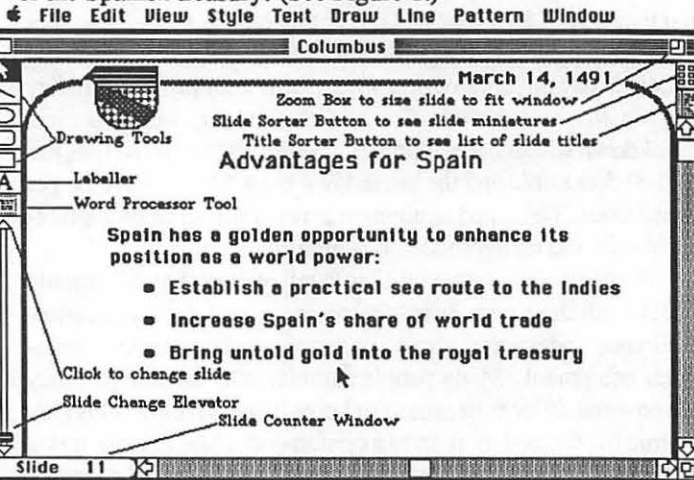 File Edit View Style Text Draw Line Pattern Window
Columbus
March 14, 1491
Zoom Box to size slide to fit window
Slide Sorter Button to see slide miniatures
Title Sorter Button to see list of slide titles
Drawing Tools
Advantages for Spain
Labeller
A
Word Processor Tool
Spain has a golden opportunity to enhance its
position as a world power:
• Establish a practical sea route to the Indies
• Increase Spain's share of world trade
• Bring untold gold into the royal treasury
Click to change slide
Slide Change Elevator
Slide Counter Window
Slide 11